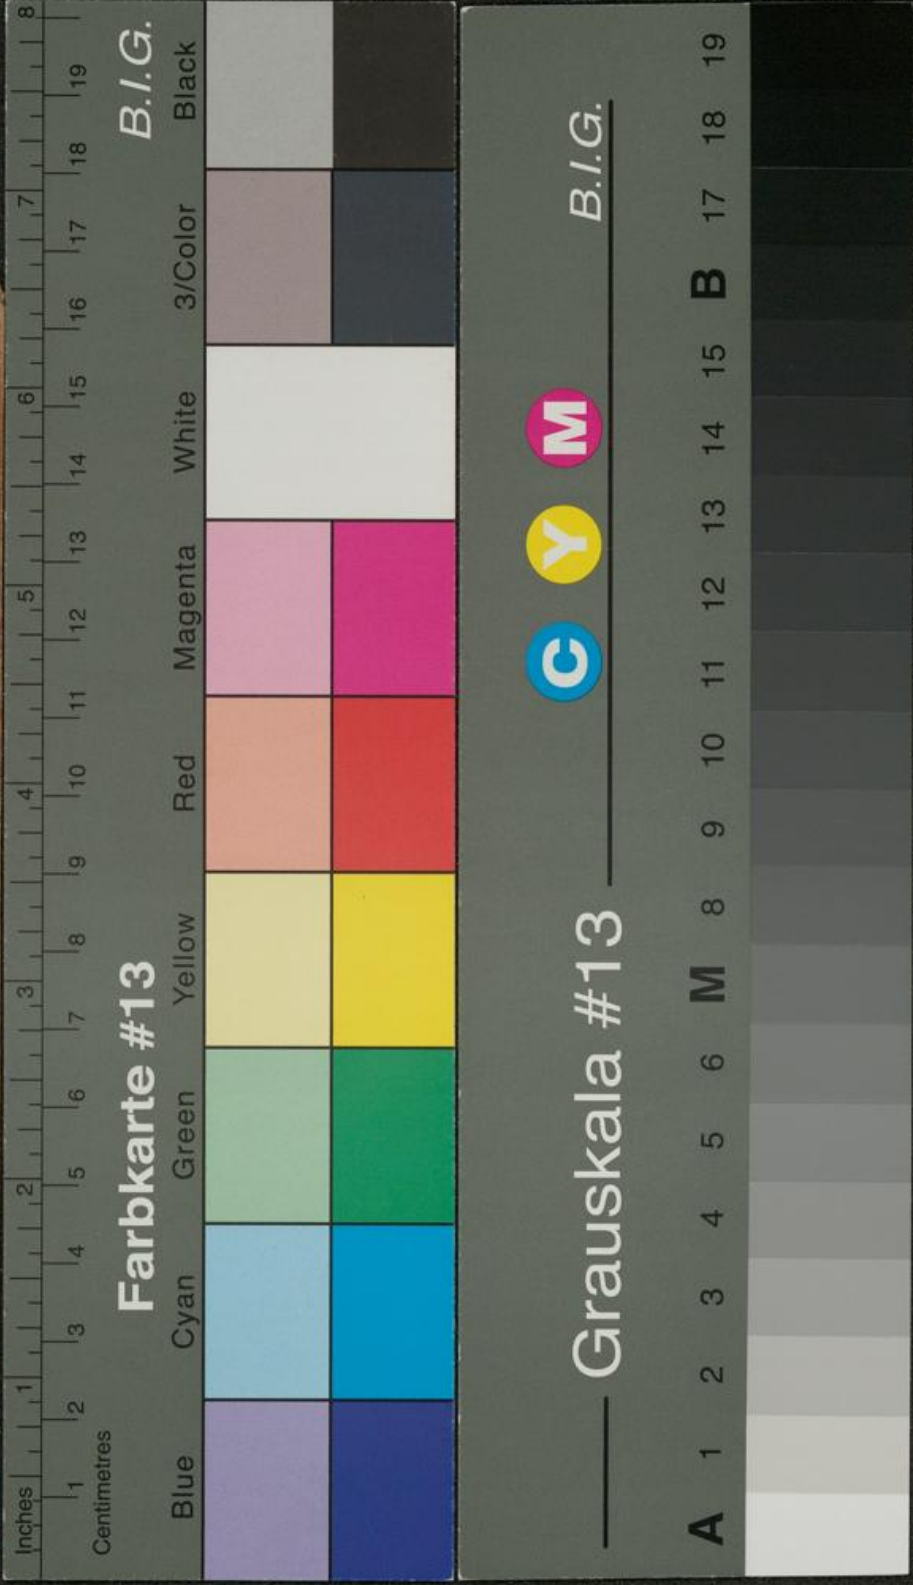 Inches 1 2 3 4 5 6 7 8
Centimetres 1 2 3 4 5 6 7 8 9 10 11 12 13 14 15 16 17 18 19
Farbkarte #13 B.I.G.
Blue Cyan Green Yellow Red Magenta White 3/Color Black
C Y M B.I.G.
Grauskala #13
A 1 2 3 4 5 6 M 8 9 10 11 12 13 14 15 B 17 18 19